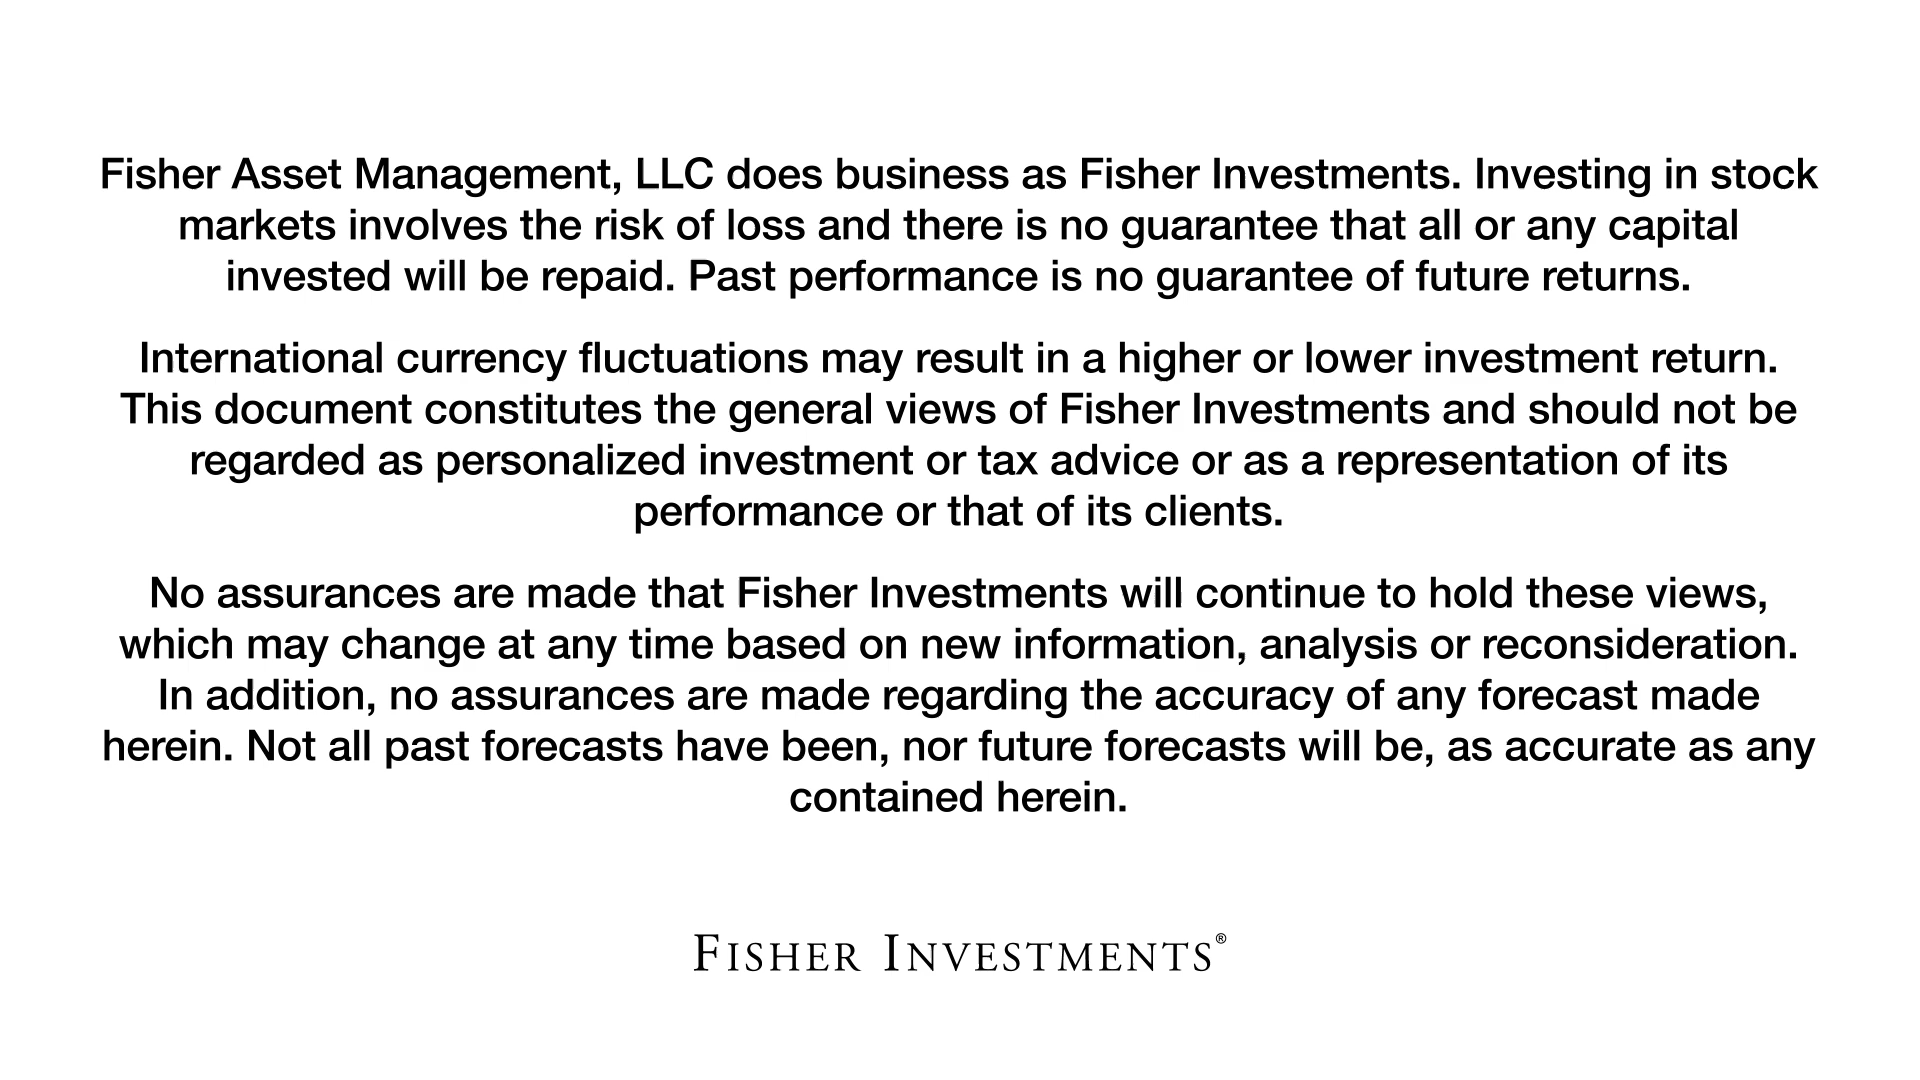 Fisher Asset Management, LLC does business as Fisher Investments. Investing in stock
markets involves the risk of loss and there is no guarantee that all or any capital
invested will be repaid. Past performance is no guarantee of future returns.
International currency fluctuations may result in a higher or lower investment return.
This document constitutes the general views of Fisher Investments and should not be
regarded as personalized investment or tax advice or as a representation of its
performance or that of its clients.
No assurances are made that Fisher Investments will continue to hold these views,
which may change at any time based on new information, analysis or reconsideration.
In addition, no assurances are made regarding the accuracy of any forecast made
herein. Not all past forecasts have been, nor future forecasts will be, as accurate as any
contained herein.
FISHER INVESTMENTS®